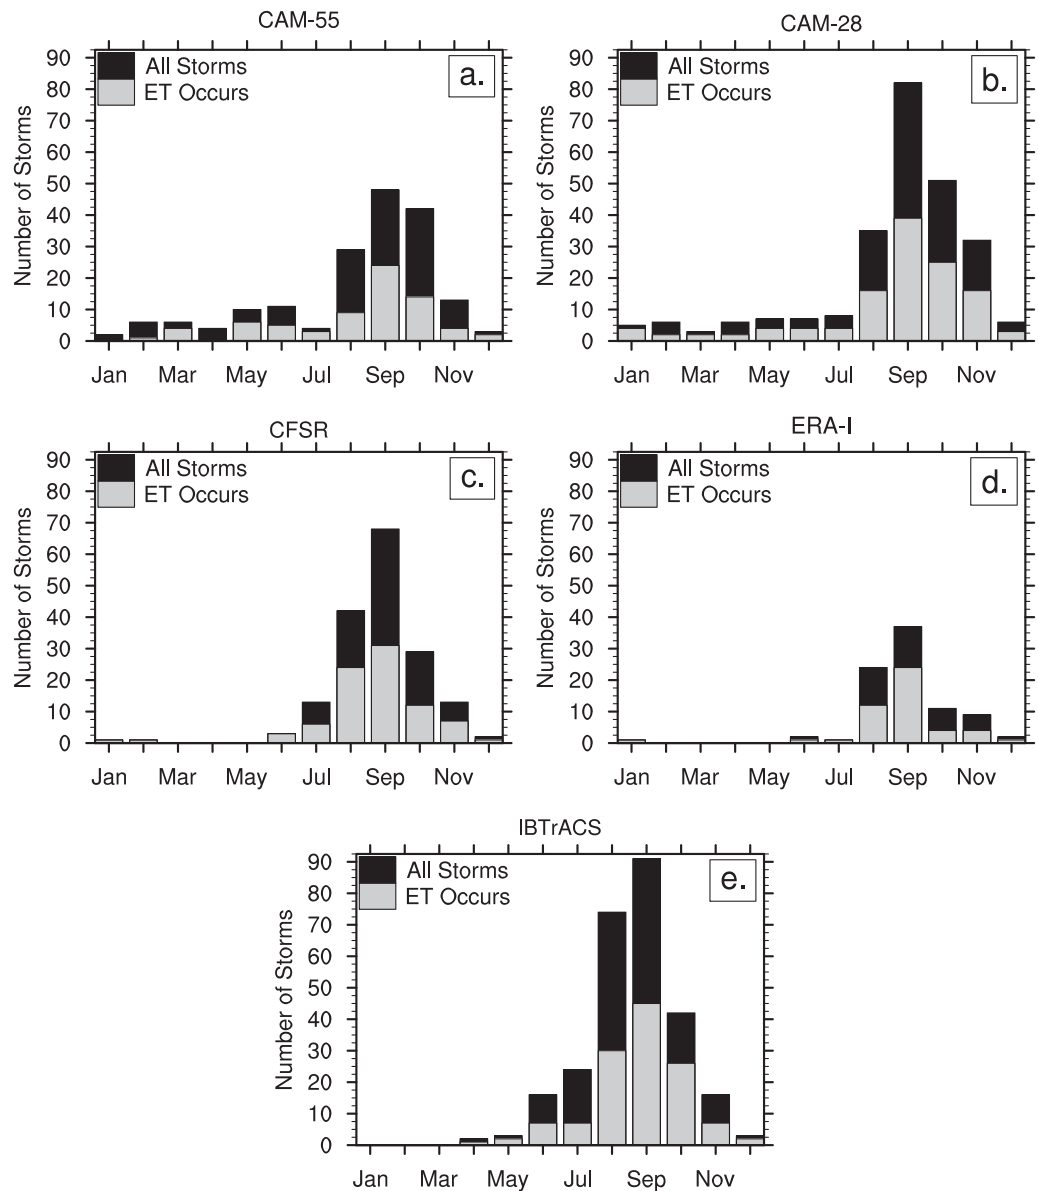 CAM-55
a.
All Storms
ET Occurs
Number of Storms
90
80
70
60
50
40
30
20
10
0
Jan Mar May Jul Sep Nov
CAM-28
b.
All Storms
ET Occurs
Number of Storms
90
80
70
60
50
40
30
20
10
0
Jan Mar May Jul Sep Nov
CFSR
c.
All Storms
ET Occurs
Number of Storms
90
80
70
60
50
40
30
20
10
0
Jan Mar May Jul Sep Nov
ERA-I
d.
All Storms
ET Occurs
Number of Storms
90
80
70
60
50
40
30
20
10
0
Jan Mar May Jul Sep Nov
IBTrACS
e.
All Storms
ET Occurs
Number of Storms
90
80
70
60
50
40
30
20
10
0
Jan Mar May Jul Sep Nov